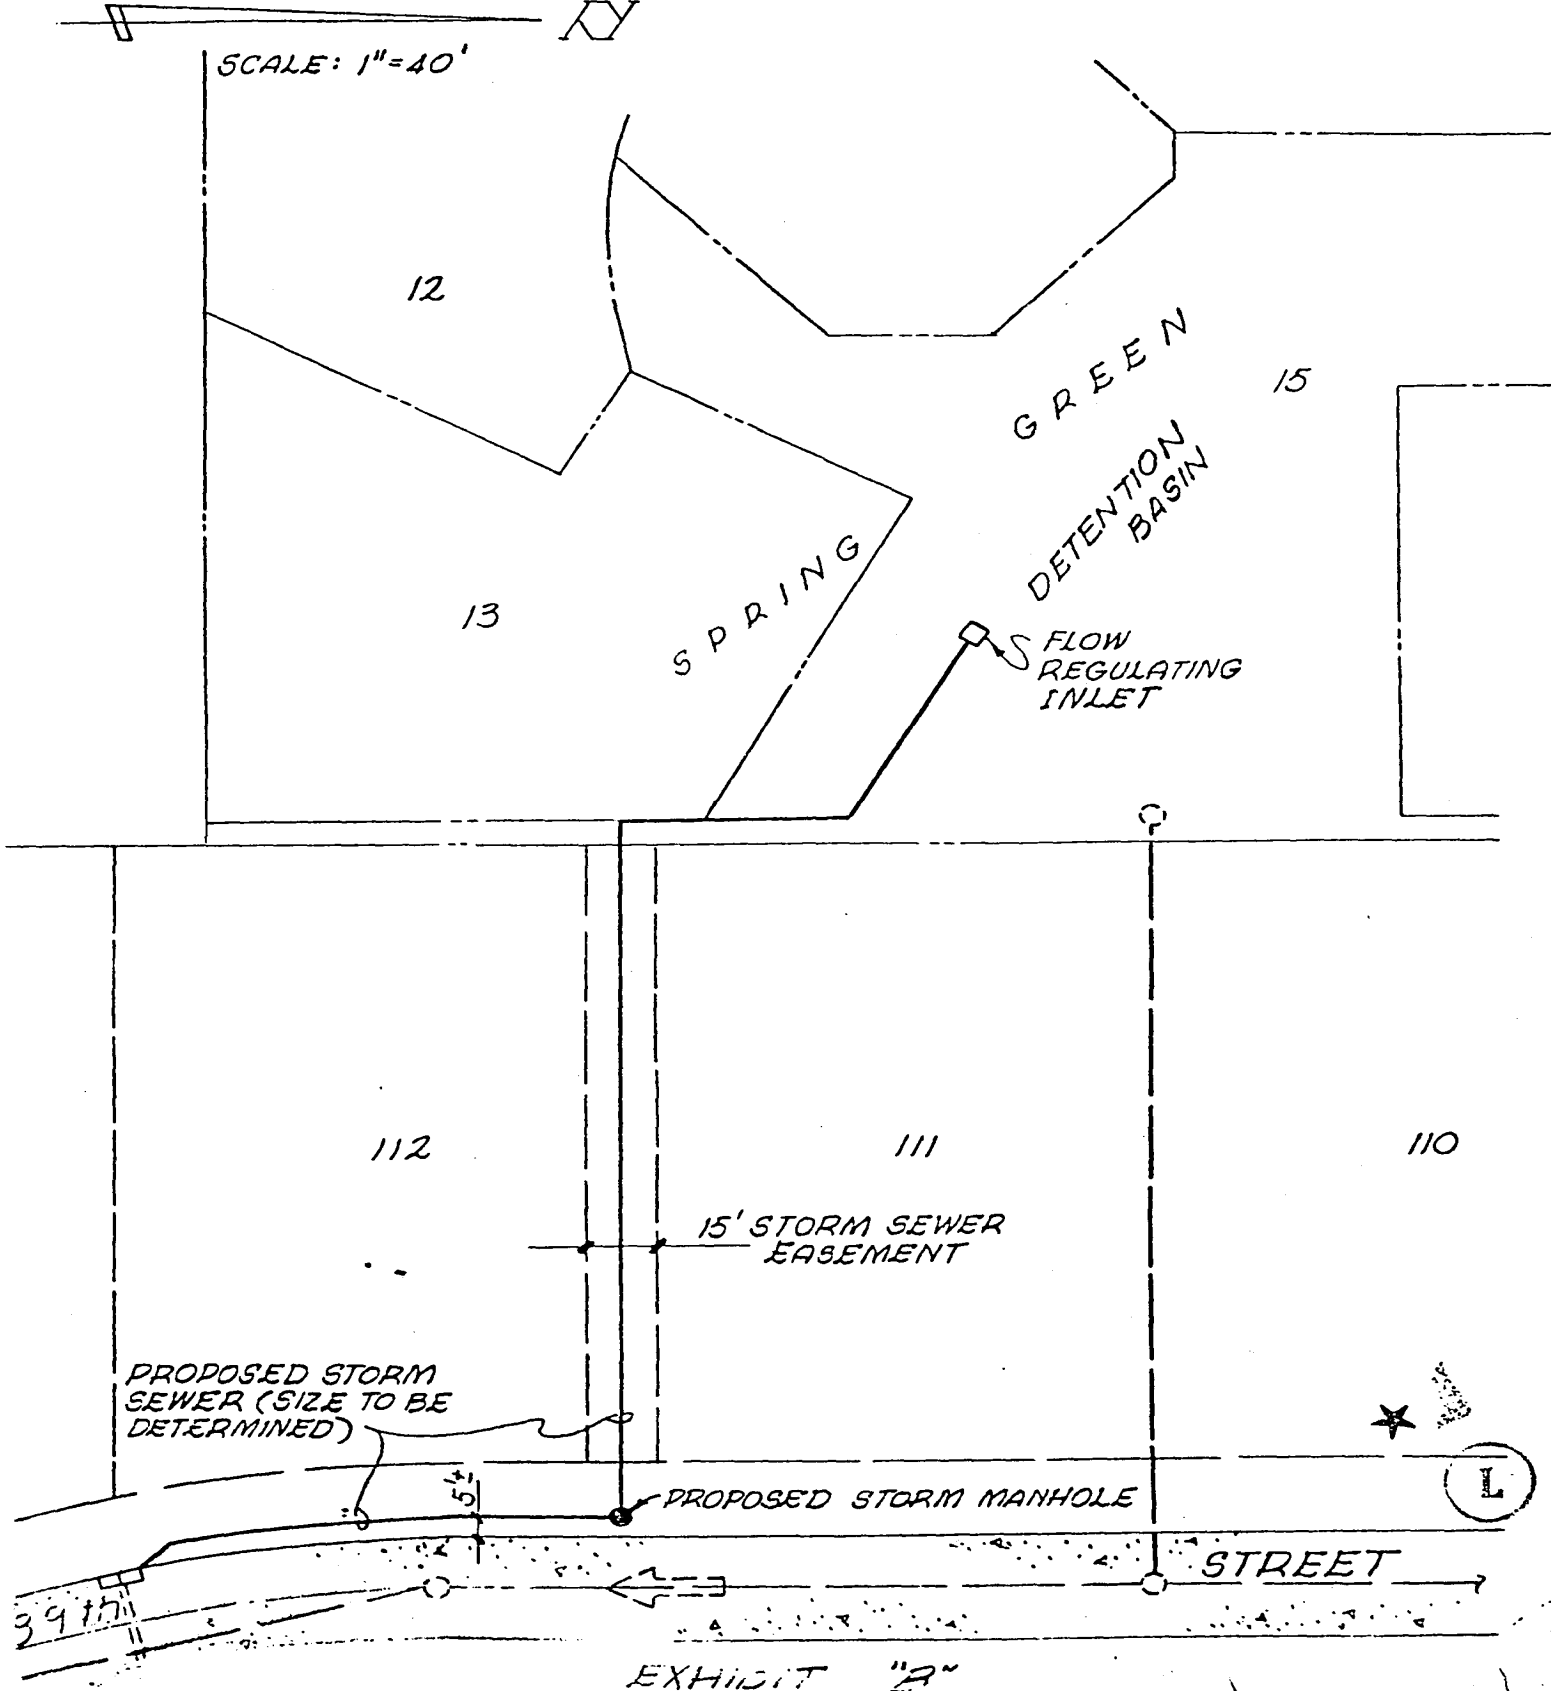 N
SCALE: 1"=40'
12
GREEN
15
DETENTION
BASIN
SPRING
13
FLOW
REGULATING
INLET
112
111
110
15' STORM SEWER
EASEMENT
PROPOSED STORM
SEWER (SIZE TO BE
DETERMINED)
5'±
PROPOSED STORM MANHOLE
L
STREET
39TH
EXHIBIT "B"